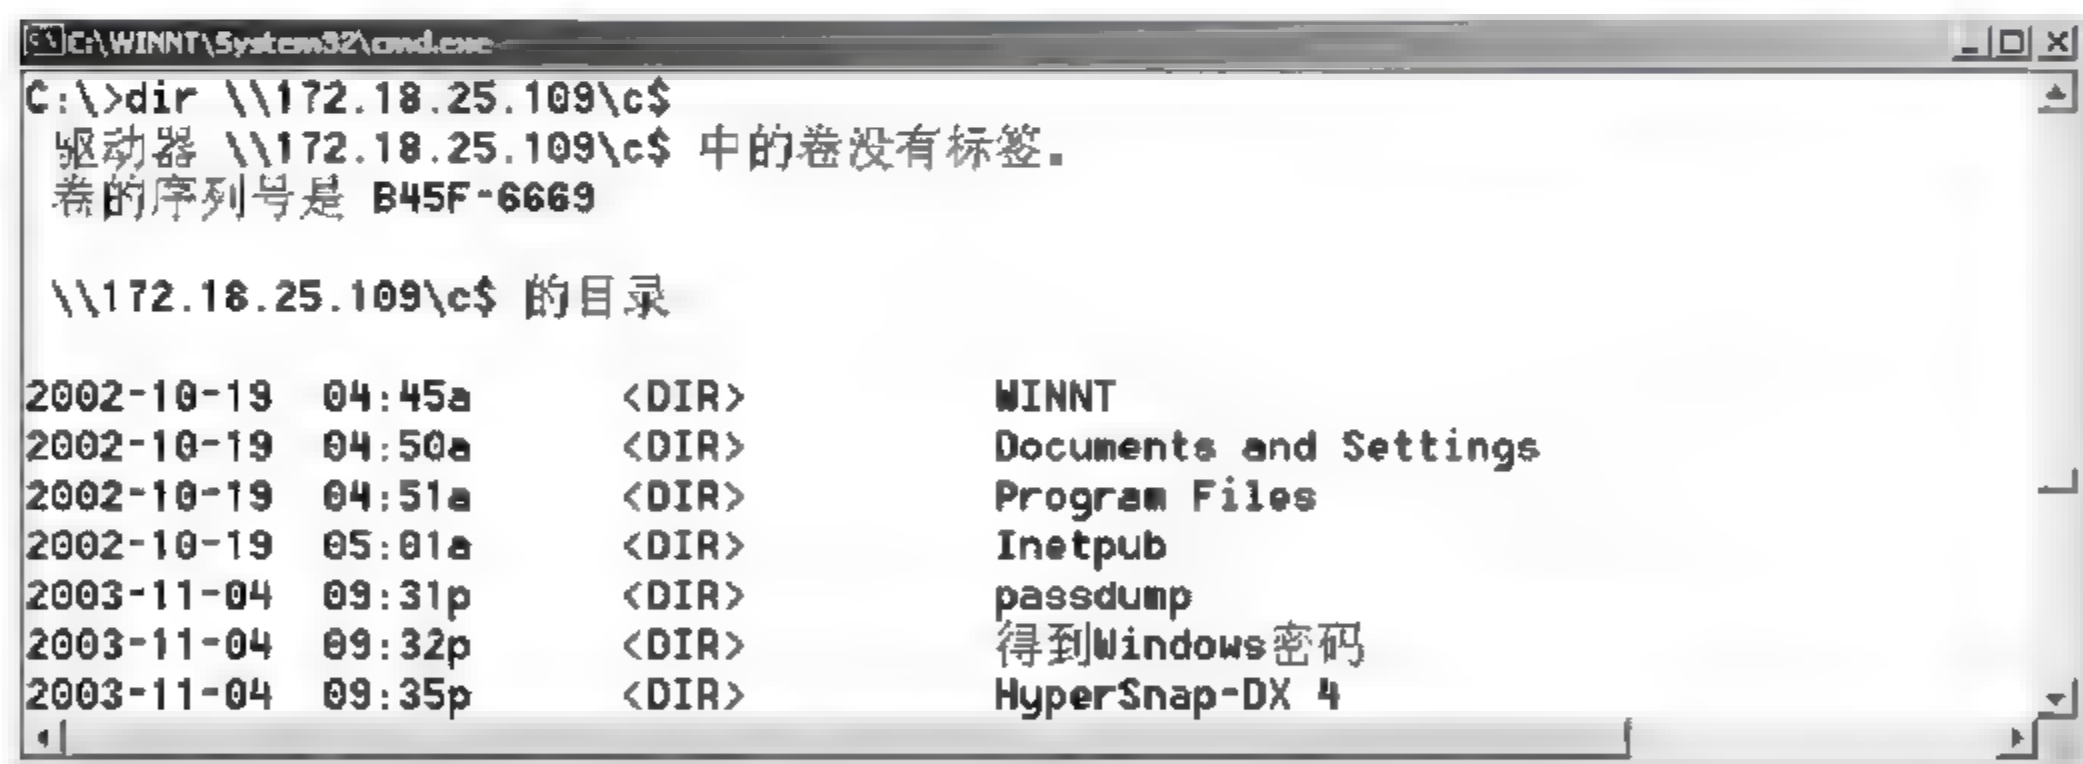 C:\WINNT\System32\cmd.exe
C:\>dir \\172.18.25.109\c$
驱动器 \\172.18.25.109\c$ 中的卷没有标签.
卷的序列号是 B45F-6669
\\172.18.25.109\c$ 的目录
2002-10-19 04:45a <DIR> WINNT
2002-10-19 04:50a <DIR> Documents and Settings
2002-10-19 04:51a <DIR> Program Files
2002-10-19 05:01a <DIR> Inetpub
2003-11-04 09:31p <DIR> passdump
2003-11-04 09:32p <DIR> 得到Windows密码
2003-11-04 09:35p <DIR> HyperSnap-DX 4